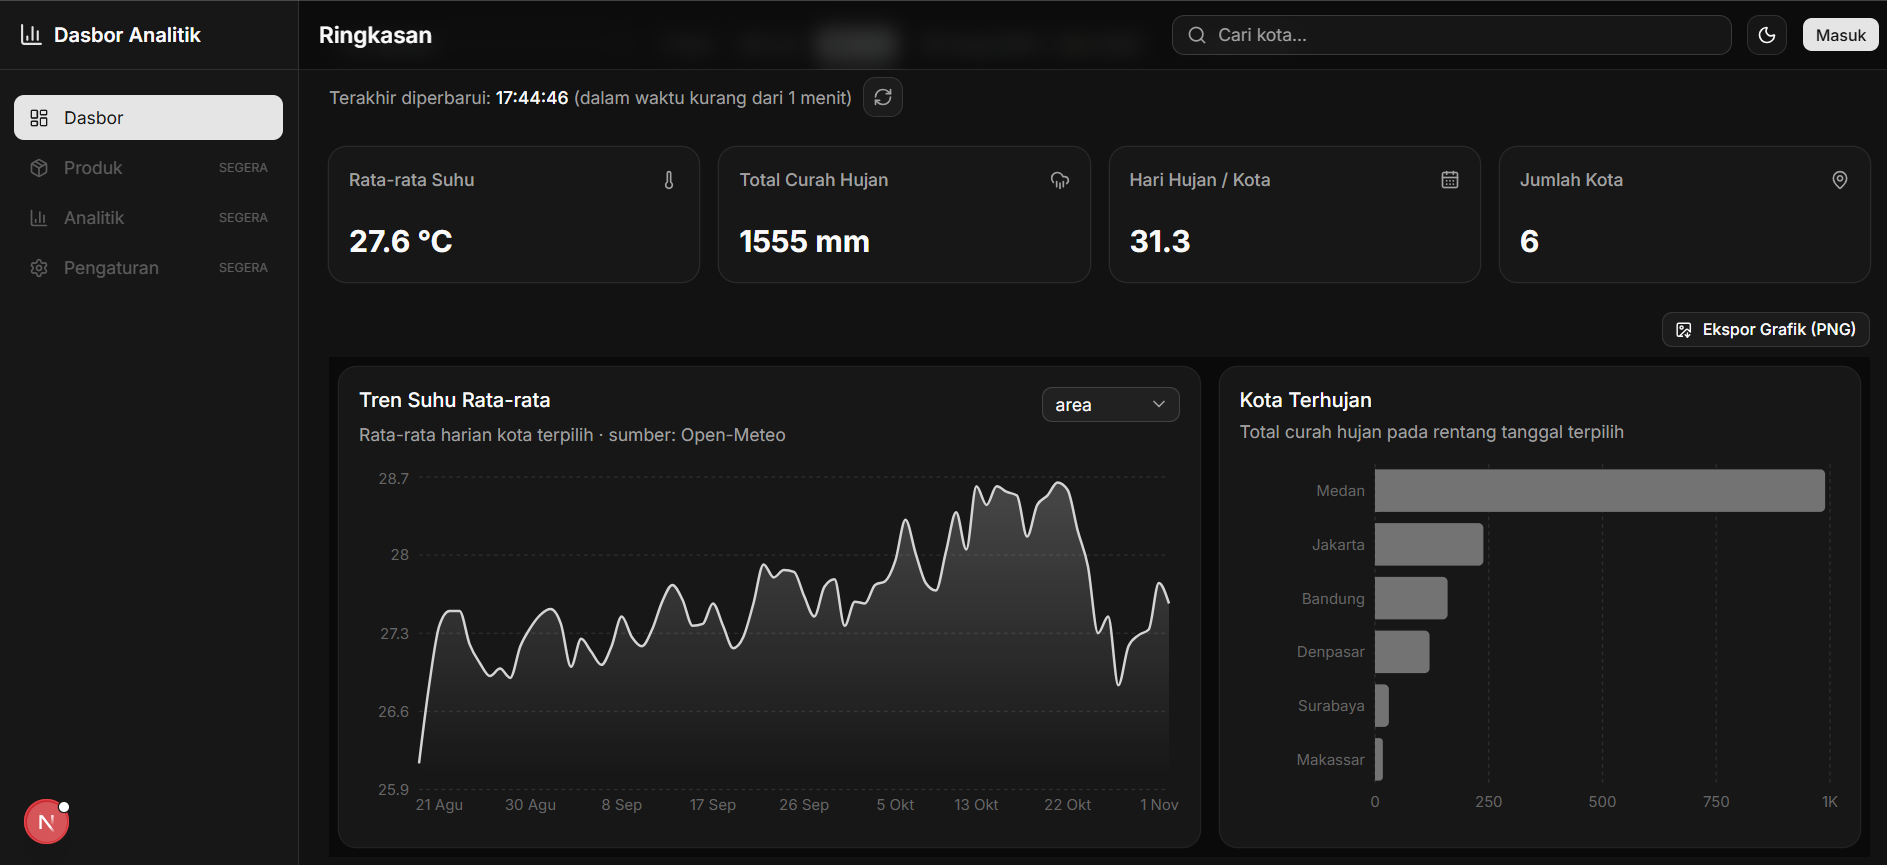 Dasbor Analitik
Ringkasan
Cari kota...
Masuk
Dasbor
Produk SEGERA
Analitik SEGERA
Pengaturan SEGERA
Terakhir diperbarui: 17:44:46 (dalam waktu kurang dari 1 menit)
Rata-rata Suhu
27.6 °C
Total Curah Hujan
1555 mm
Hari Hujan / Kota
31.3
Jumlah Kota
6
Ekspor Grafik (PNG)
Tren Suhu Rata-rata
area
Rata-rata harian kota terpilih · sumber: Open-Meteo
28.7
28
27.3
26.6
25.9
21 Agu 30 Agu 8 Sep 17 Sep 26 Sep 5 Okt 13 Okt 22 Okt 1 Nov
Kota Terhujan
Total curah hujan pada rentang tanggal terpilih
Medan
Jakarta
Bandung
Denpasar
Surabaya
Makassar
0 250 500 750 1K
N